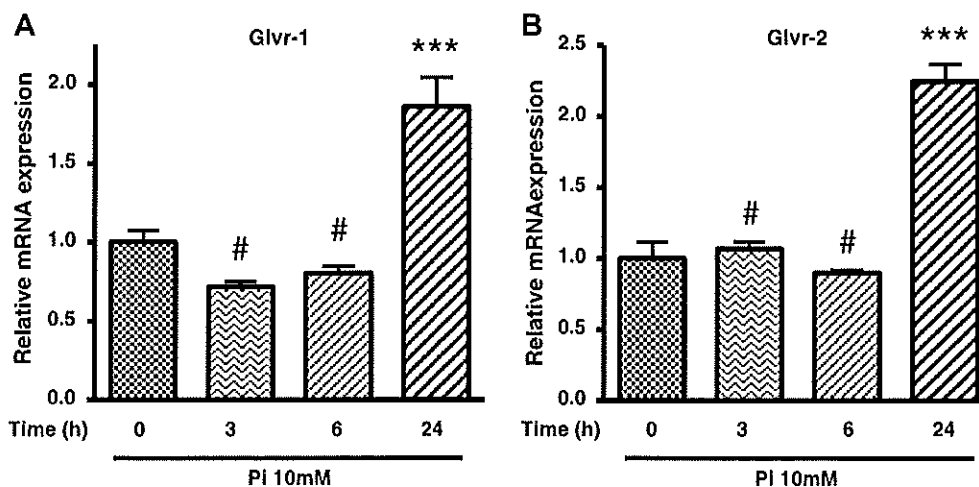 A
Glvr-1
***
2.0
1.5
1.0
0.5
0.0
#
#
Relative mRNA expression
Time (h) 0 3 6 24
PI 10mM
B
Glvr-2
***
2.5
2.0
1.5
1.0
0.5
0.0
#
#
Relative mRNAexpression
0 3 6 24
PI 10mM